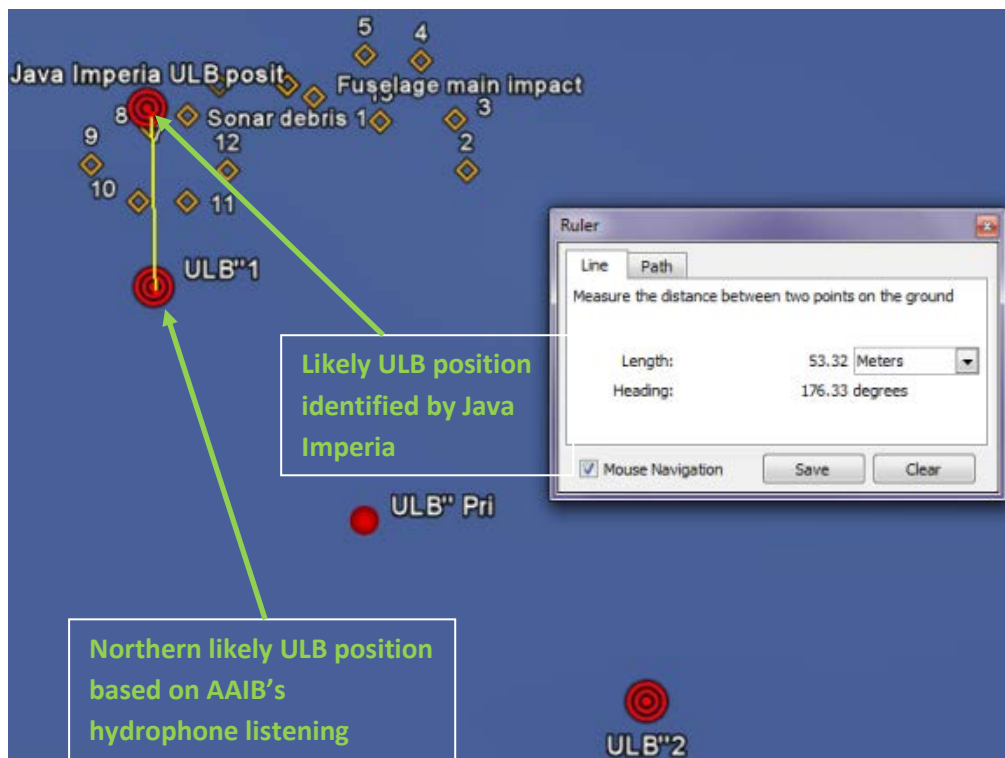 5
4
Java Imperia ULB posit
Fuselage main impact
8
Sonar debris 1
3
9
12
2
10
11
ULB"1
Ruler
Line Path
Measure the distance between two points on the ground
Length: 53.32 Meters
Heading: 176.33 degrees
Mouse Navigation Save Clear
Likely ULB position
identified by Java
Imperia
ULB" Pri
Northern likely ULB position
based on AAIB's
hydrophone listening
ULB"2